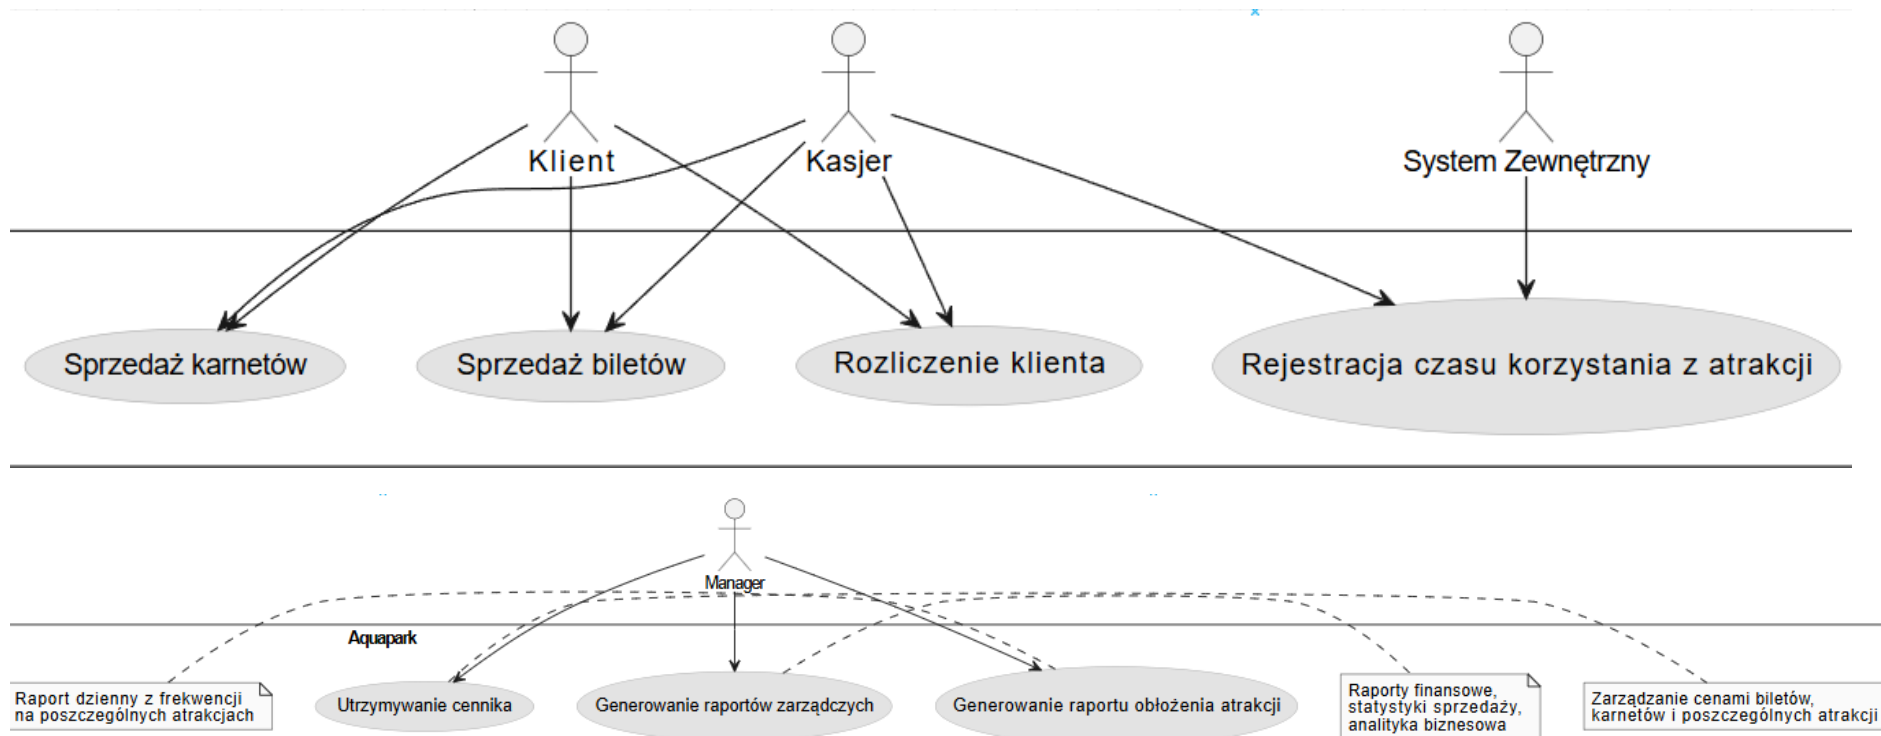 Klient
Kasjer
System Zewnętrzny
Sprzedaż karnetów
Sprzedaż biletów
Rozliczenie klienta
Rejestracja czasu korzystania z atrakcji
Manager
Aquapark
Raport dzienny z frekwencji
na poszczególnych atrakcjach
Utrzymywanie cennika
Generowanie raportów zarządczych
Generowanie raportu obłożenia atrakcji
Raporty finansowe,
statystyki sprzedaży,
analityka biznesowa
Zarządzanie cenami biletów,
karnetów i poszczególnych atrakcji